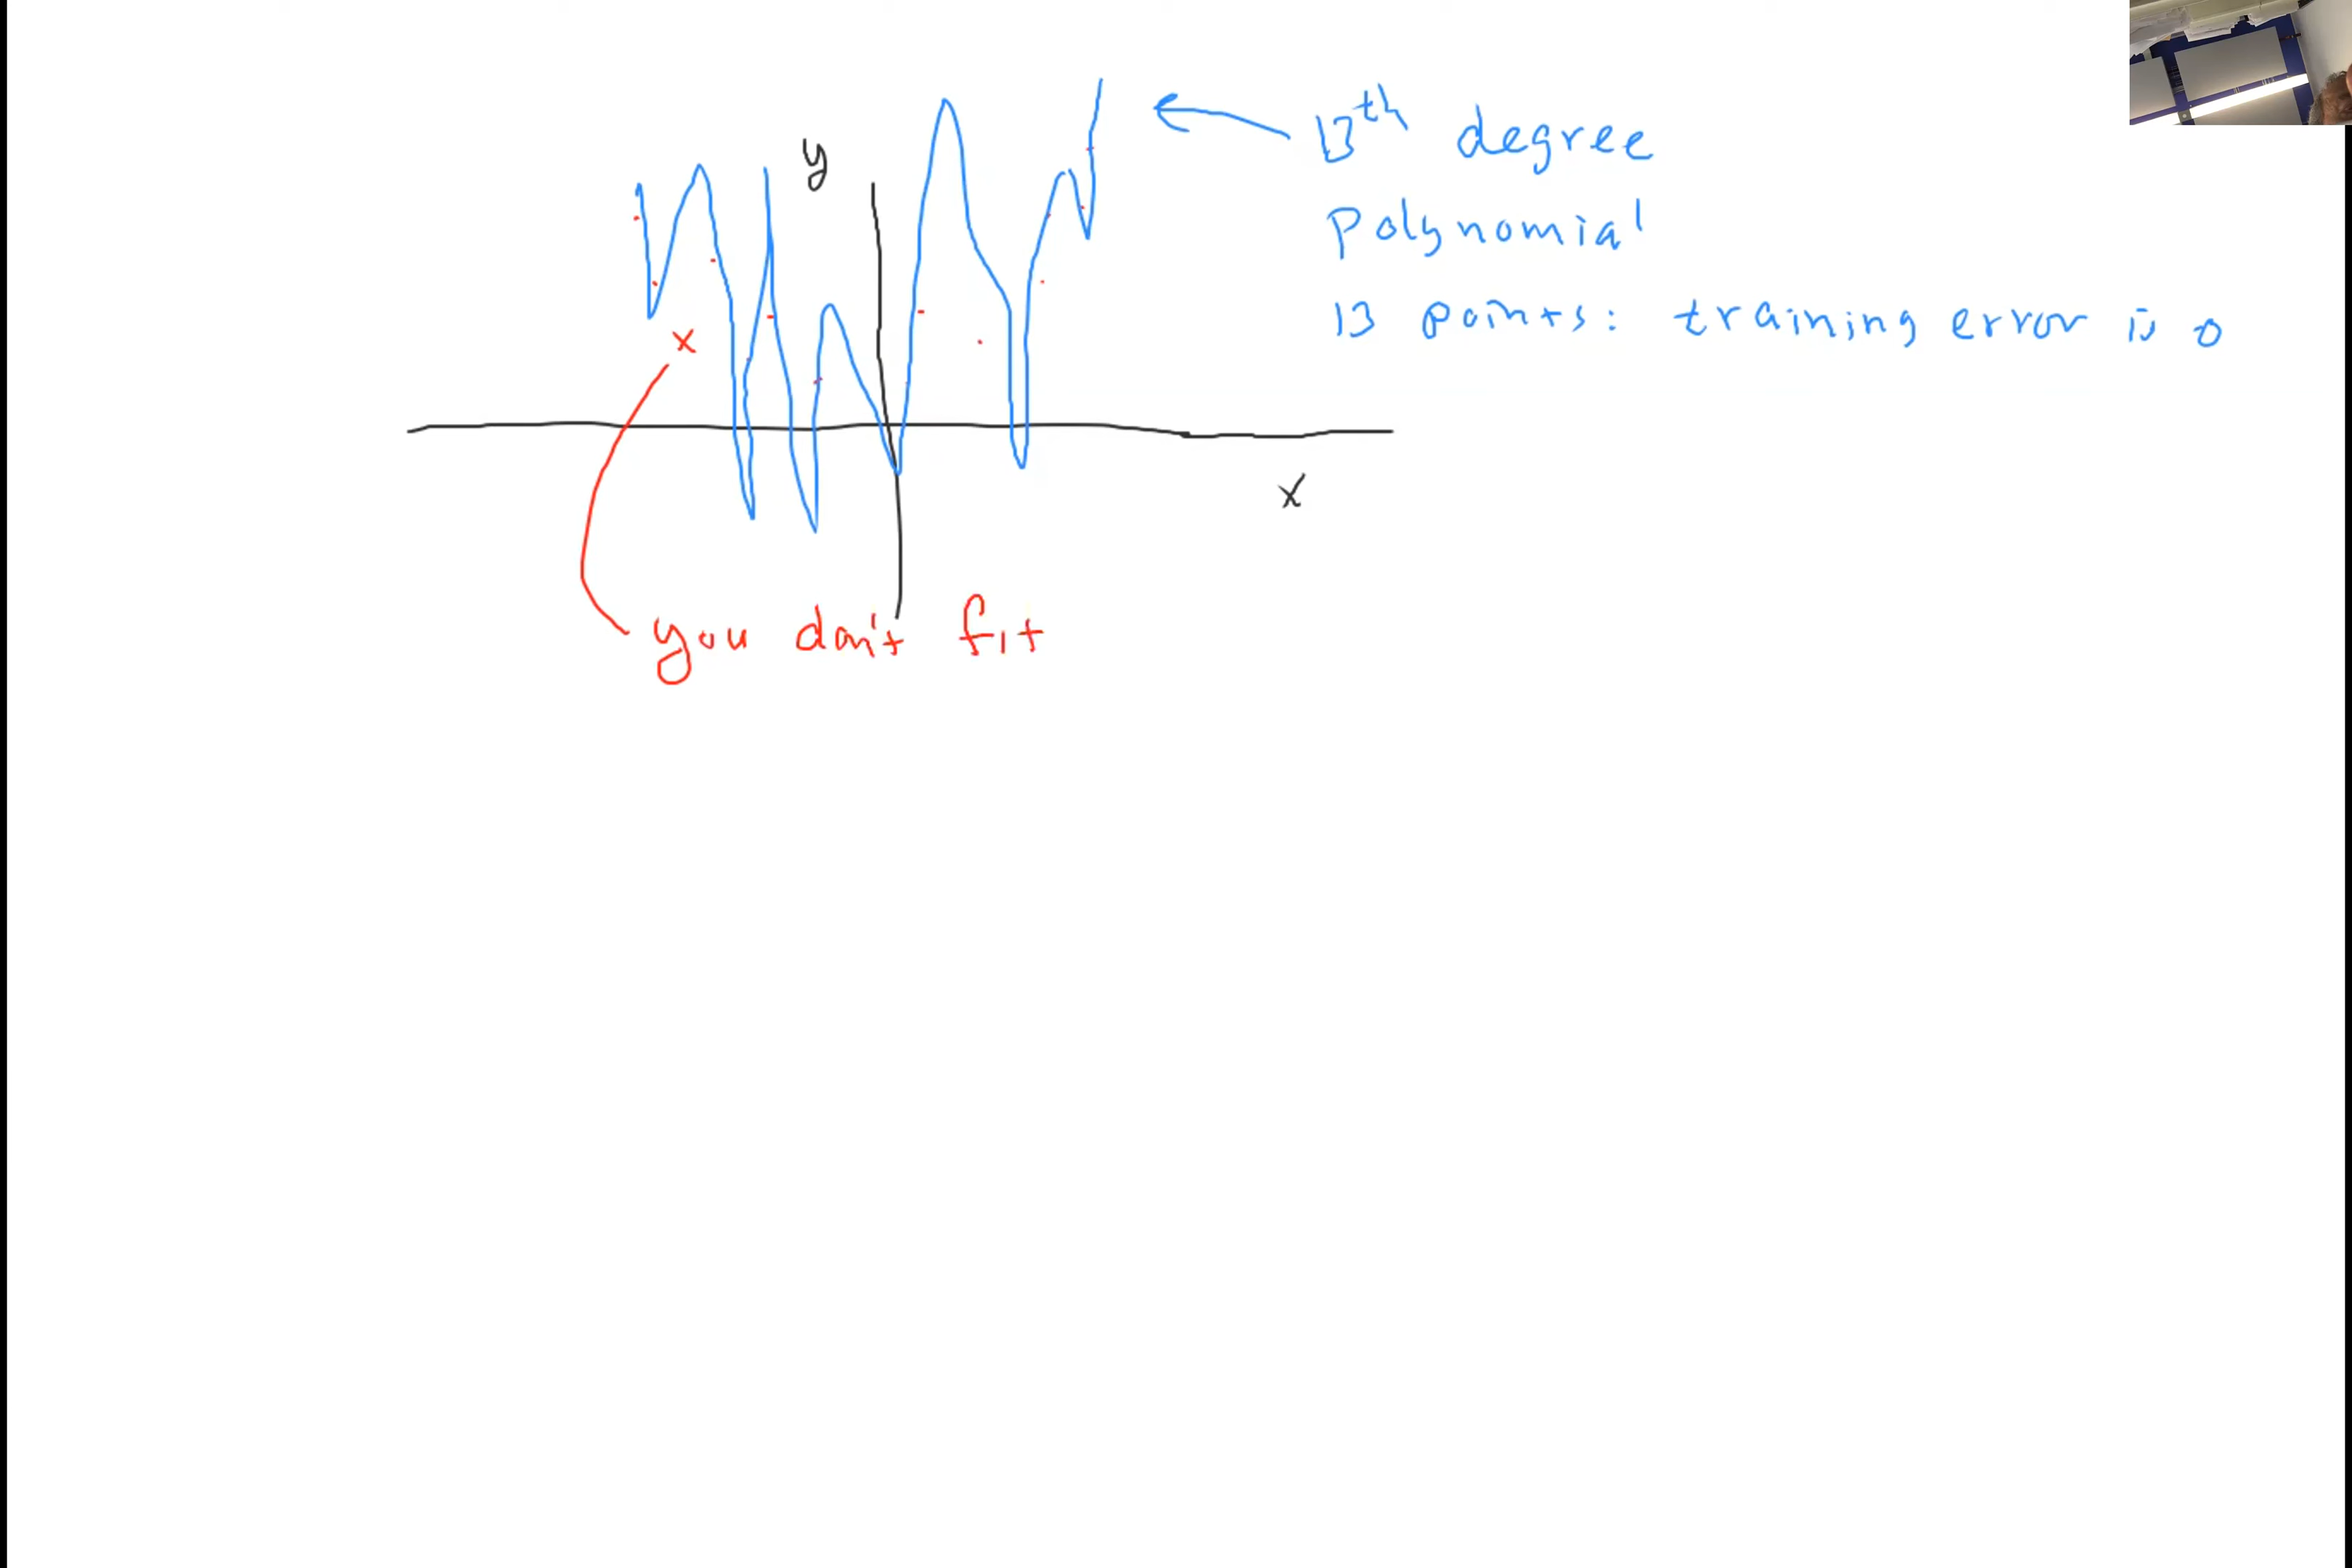 y
13th degree
Polynomial
13 points: training error is 0
x
x
you don't fit